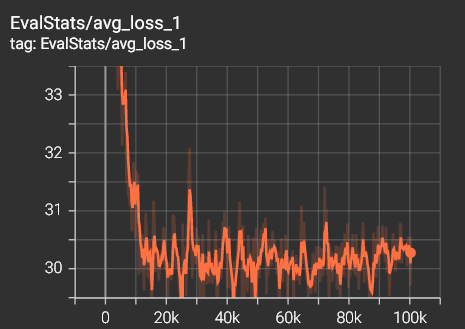 EvalStats/avg_loss_1
tag: EvalStats/avg_loss_1
33
32
31
30
0 20k 40k 60k 80k 100k